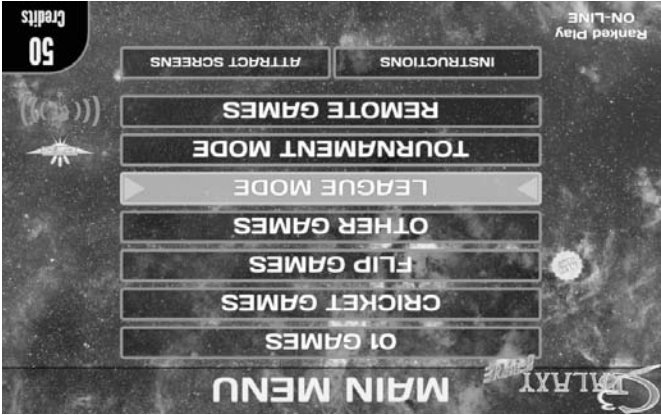 GALAXY 3
MAIN MENU
01 GAMES
CRICKET GAMES
FLIP GAMES
OTHER GAMES
LEAGUE MODE
TOURNAMENT MODE
REMOTE GAMES
INSTRUCTIONS
ATTRACT SCREENS
Ranked Play
ON-LINE
50
Credits